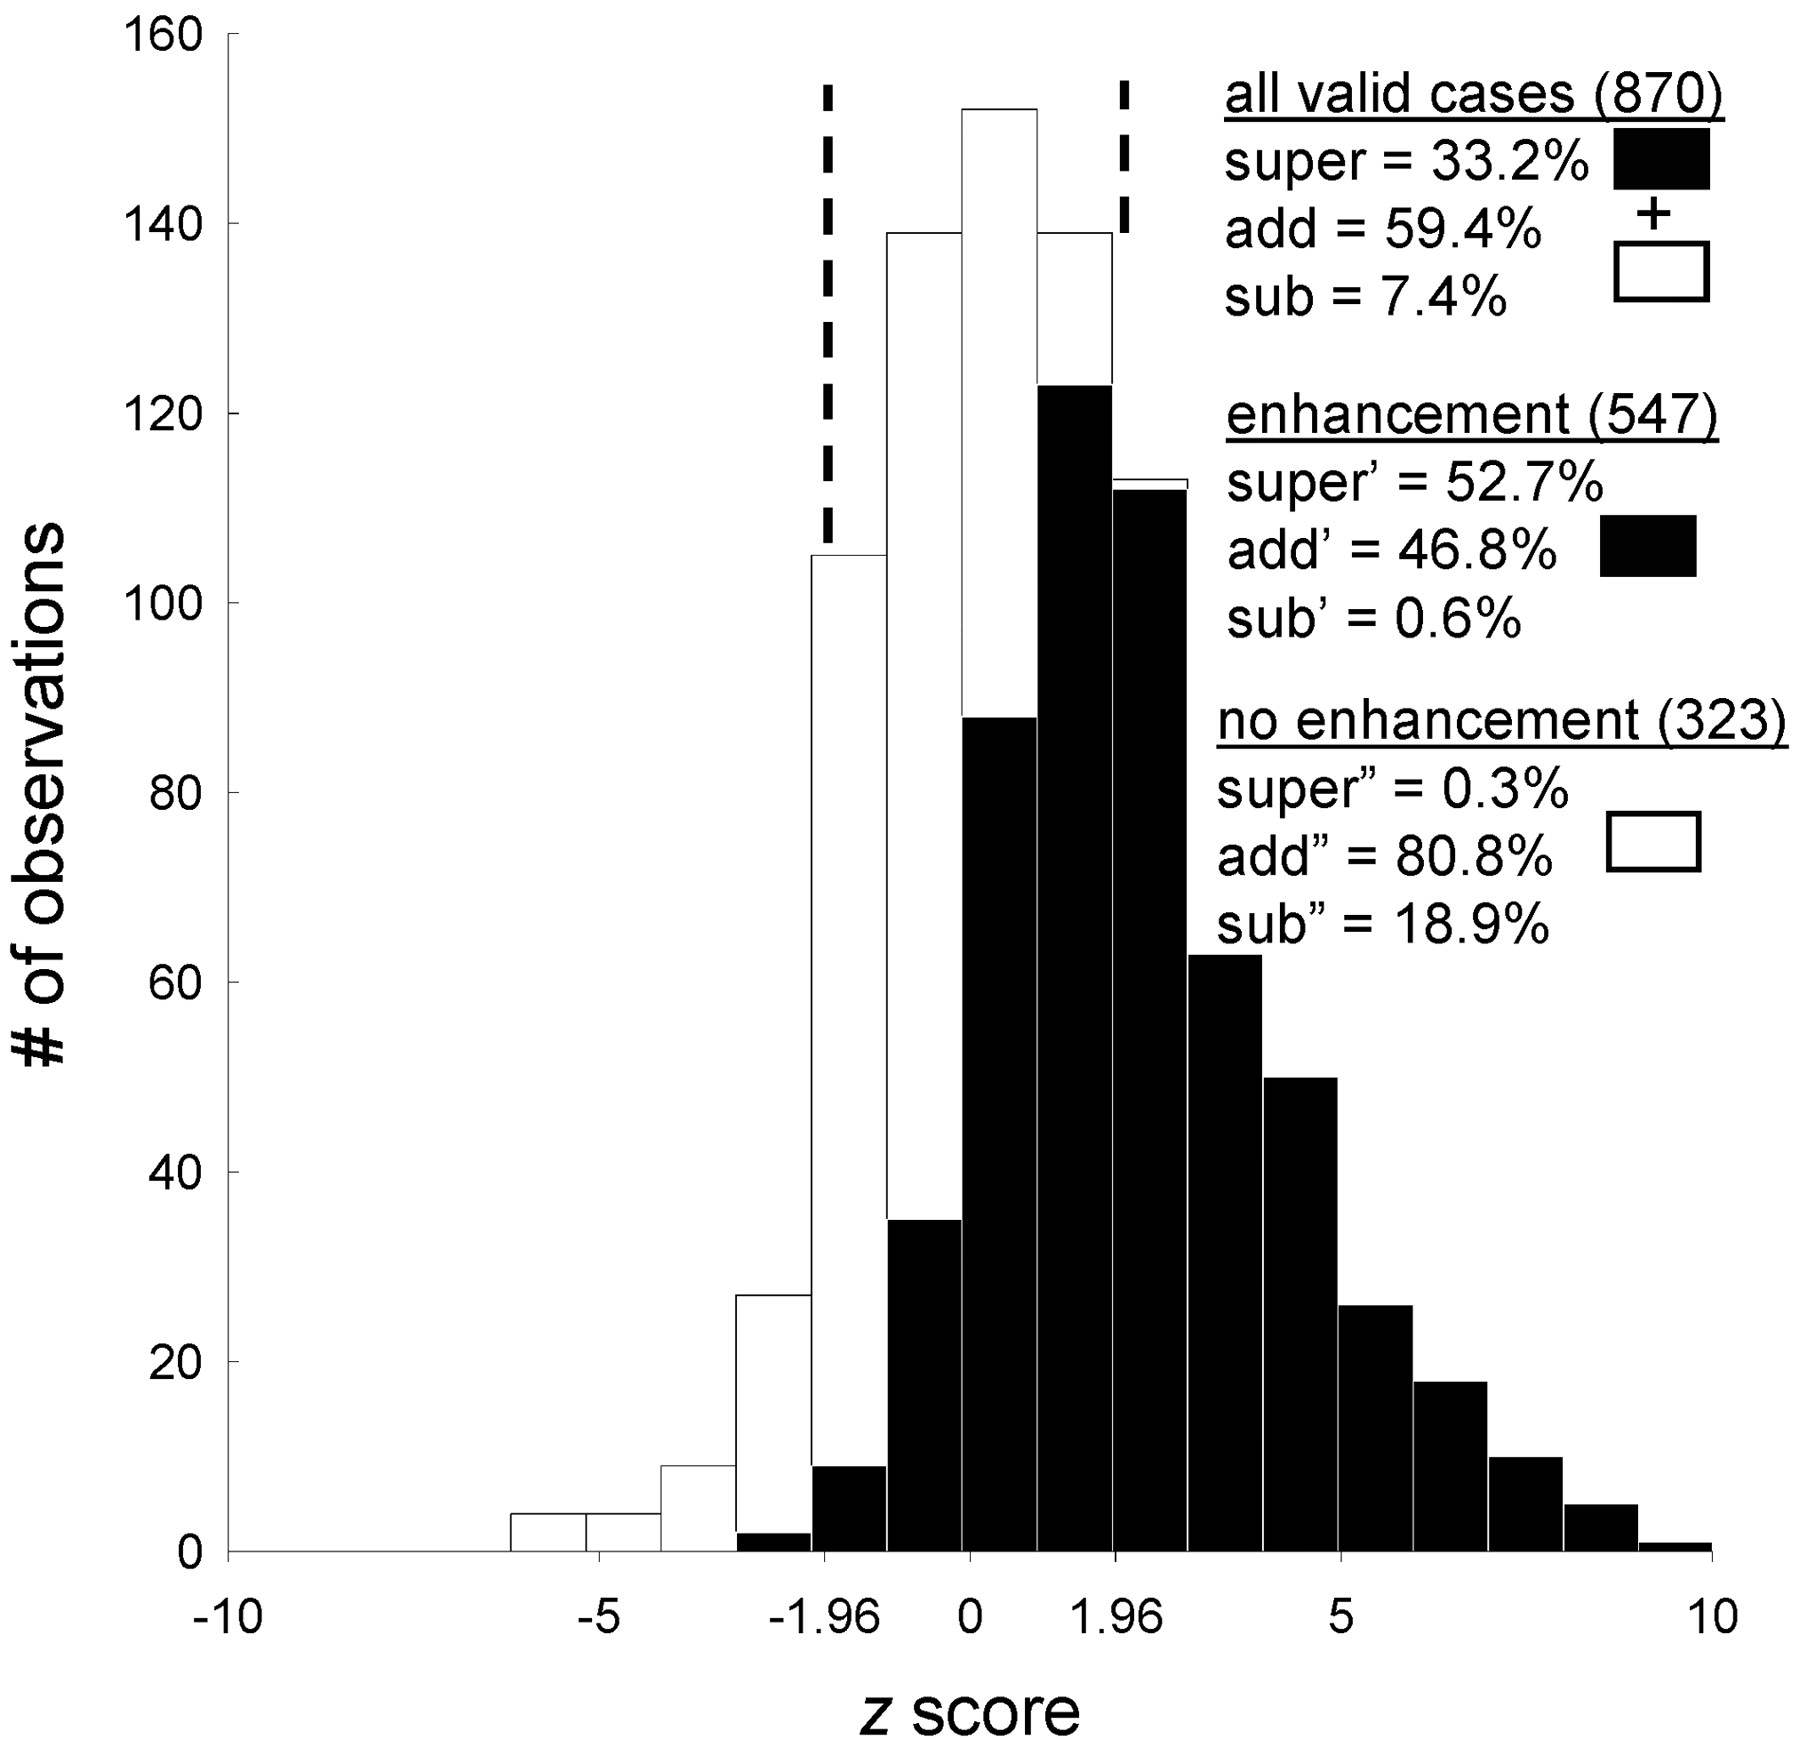 160
140
120
100
80
60
40
20
0
# of observations
-10
-5
-1.96
0
1.96
5
10
z score
all valid cases (870)
super = 33.2%
+
add = 59.4%
sub = 7.4%
enhancement (547)
super’ = 52.7%
add’ = 46.8%
sub’ = 0.6%
no enhancement (323)
super” = 0.3%
add” = 80.8%
sub” = 18.9%